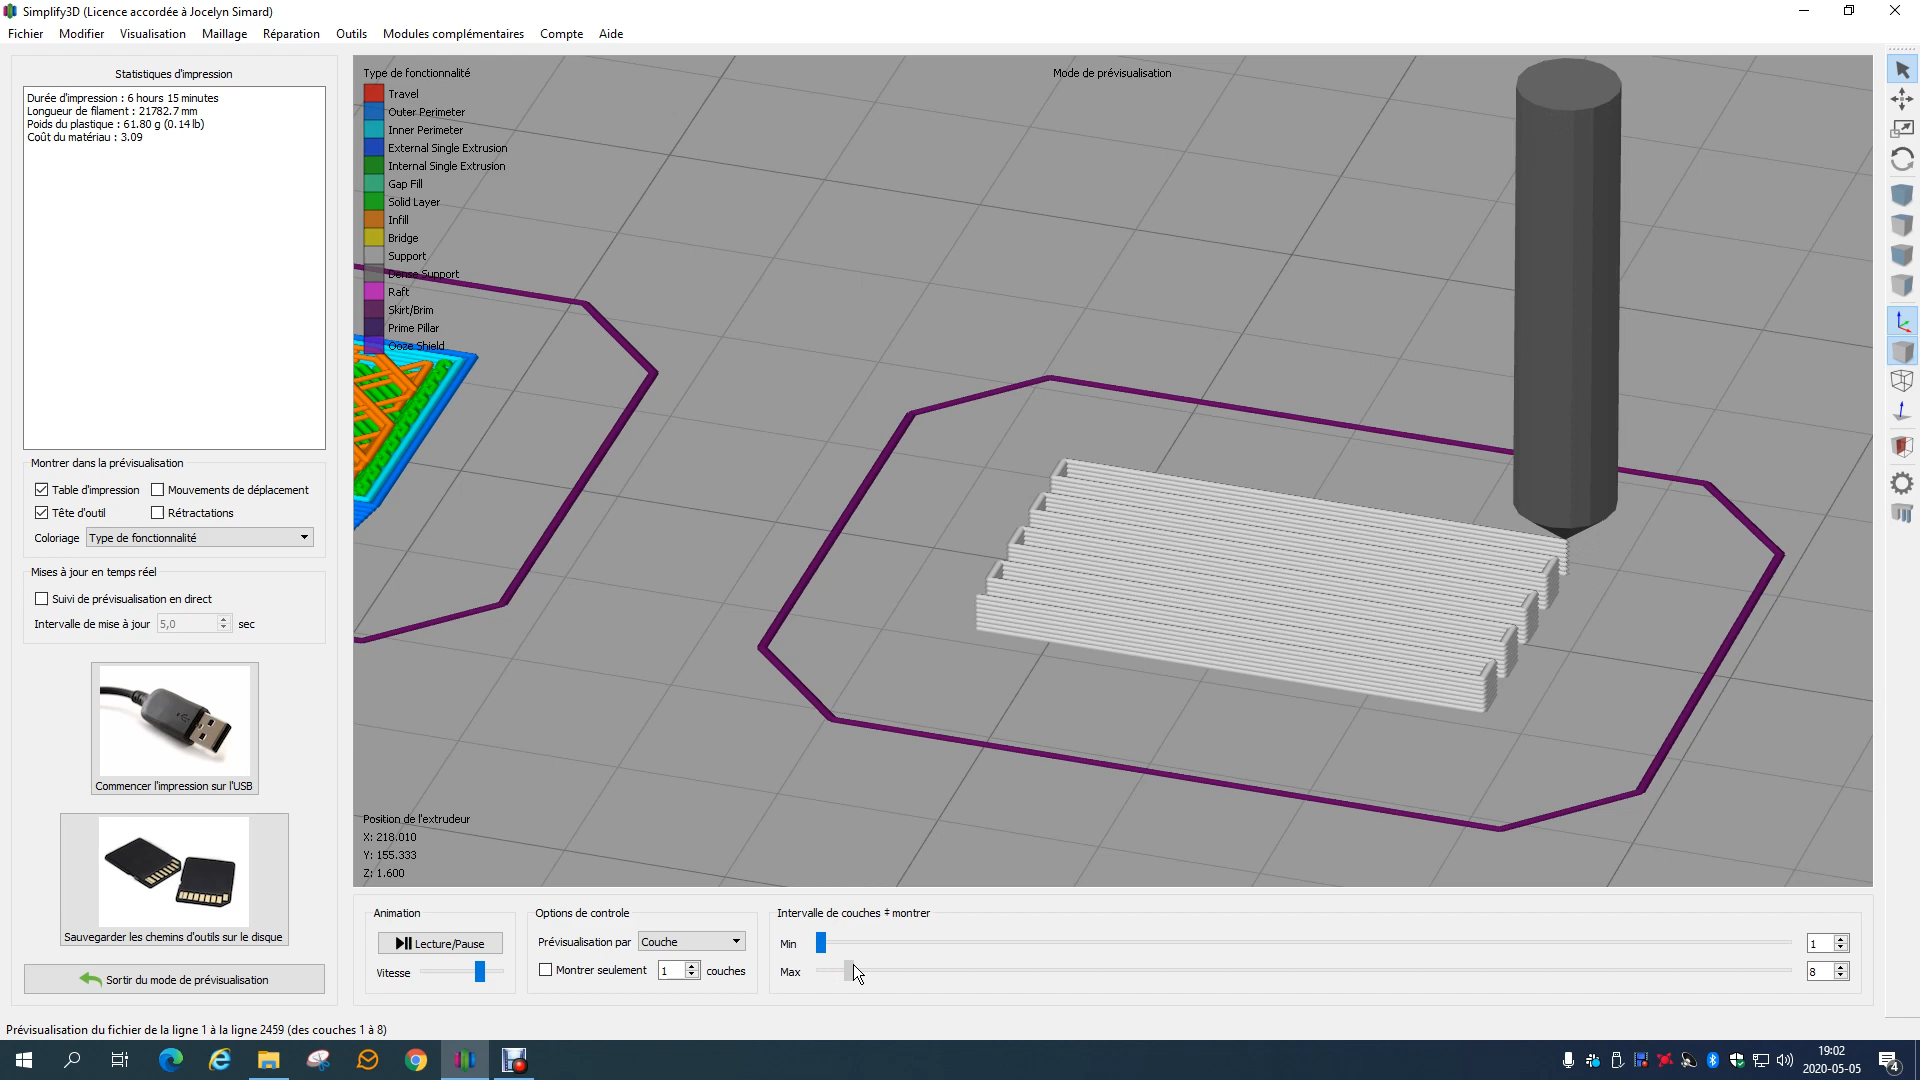 Simplify3D (Licence accordée à Jocelyn Simard)
Fichier Modifier Visualisation Maillage Réparation Outils Modules complémentaires Compte Aide
Statistiques d'impression
Durée d'impression : 6 hours 15 minutes
Longueur de filament : 21782.7 mm
Poids du plastique : 61.80 g (0.14 lb)
Coût du matériau : 3.09
Montrer dans la prévisualisation
Table d'impression Mouvements de déplacement
Tête d'outil Rétractations
Coloriage Type de fonctionnalité
Mises à jour en temps réel
Suivi de prévisualisation en direct
Intervalle de mise à jour 5,0 sec
Commencer l'impression sur l'USB
Sauvegarder les chemins d'outils sur le disque
Sortir du mode de prévisualisation
Type de fonctionnalité
Travel
Outer Perimeter
Inner Perimeter
External Single Extrusion
Internal Single Extrusion
Gap Fill
Solid Layer
Infill
Bridge
Support
Dense Support
Raft
Skirt/Brim
Prime Pillar
Ooze Shield
Mode de prévisualisation
Position de l'extrudeur
X: 218.010
Y: 155.333
Z: 1.600
Animation
Lecture/Pause
Vitesse
Options de controle
Prévisualisation par Couche
Montrer seulement 1 couches
Intervalle de couches ‡ montrer
Min 1
Max 8
Prévisualisation du fichier de la ligne 1 à la ligne 2459 (des couches 1 à 8)
19:02
2020-05-05
4